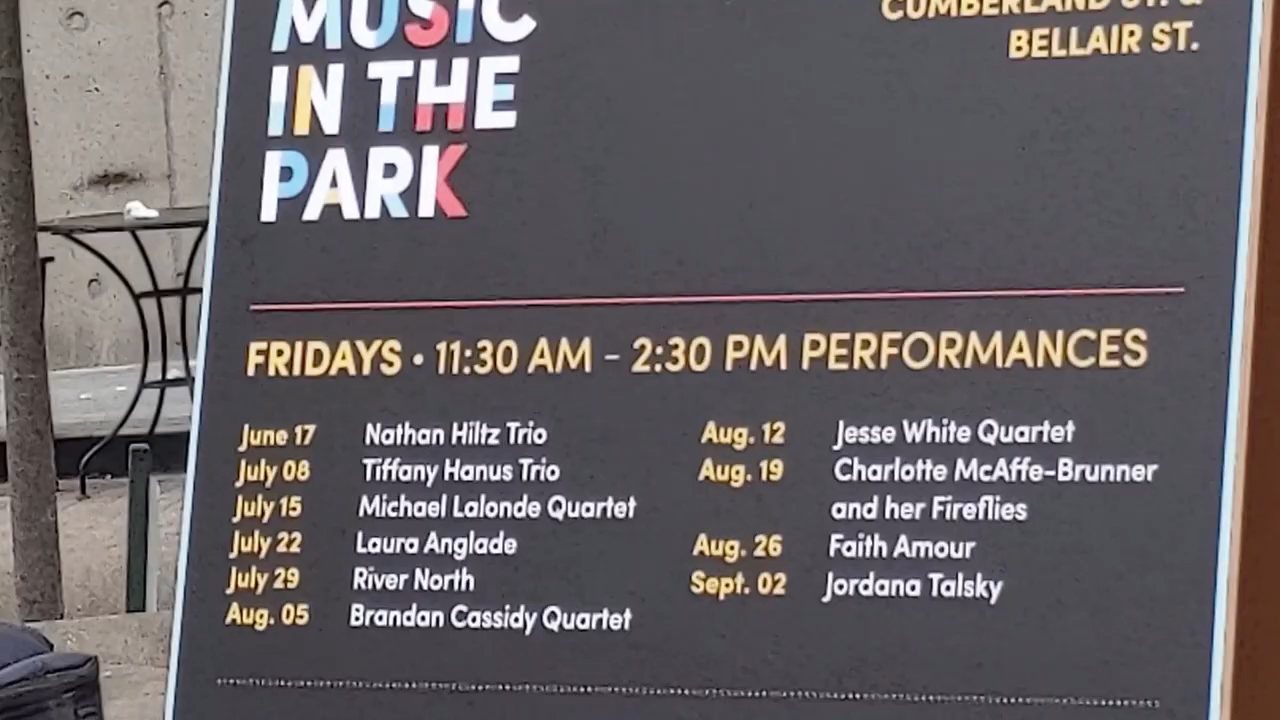 MUSIC
IN THE
PARK
CUMBERLAND ST. &
BELLAIR ST.
FRIDAYS • 11:30 AM - 2:30 PM PERFORMANCES
June 17 Nathan Hiltz Trio
July 08 Tiffany Hanus Trio
July 15 Michael Lalonde Quartet
July 22 Laura Anglade
July 29 River North
Aug. 05 Brandan Cassidy Quartet
Aug. 12 Jesse White Quartet
Aug. 19 Charlotte McAffe-Brunner
and her Fireflies
Aug. 26 Faith Amour
Sept. 02 Jordana Talsky